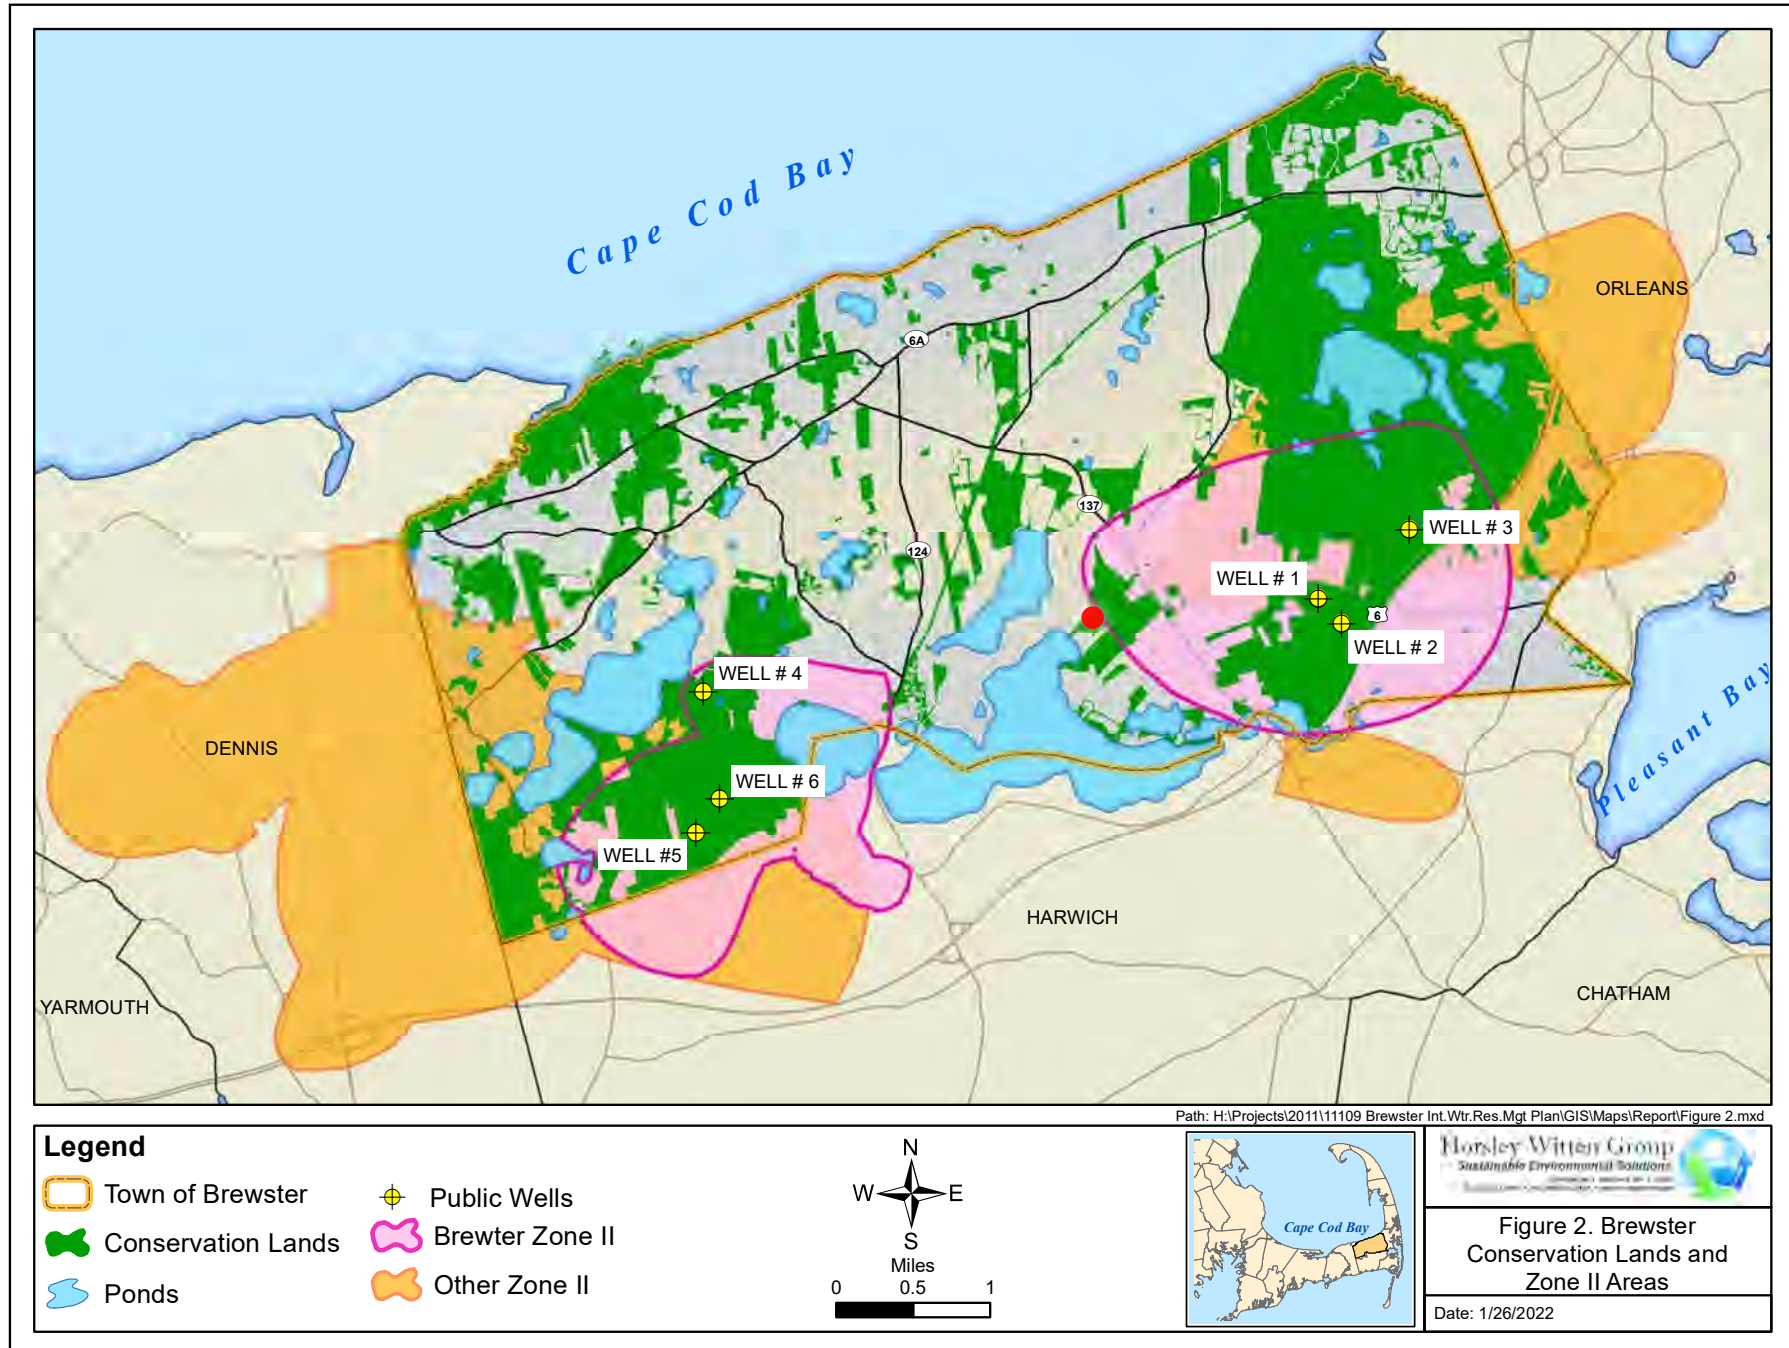 Cape Cod Bay
ORLEANS
6A
137
124
WELL # 3
WELL # 1
6
WELL # 2
WELL # 4
WELL # 6
WELL #5
DENNIS
Pleasant Bay
HARWICH
YARMOUTH
CHATHAM
Path: H:\Projects\2011\11109 Brewster Int.Wtr.Res.Mgt Plan\GIS\Maps\Report\Figure 2.mxd
Legend
Town of Brewster
Conservation Lands
Ponds
Public Wells
Brewter Zone II
Other Zone II
N
W E
S
Miles
0 0.5 1
Cape Cod Bay
Horsley Witten Group
Sustainable Environmental Solutions
Figure 2. Brewster
Conservation Lands and
Zone II Areas
Date: 1/26/2022